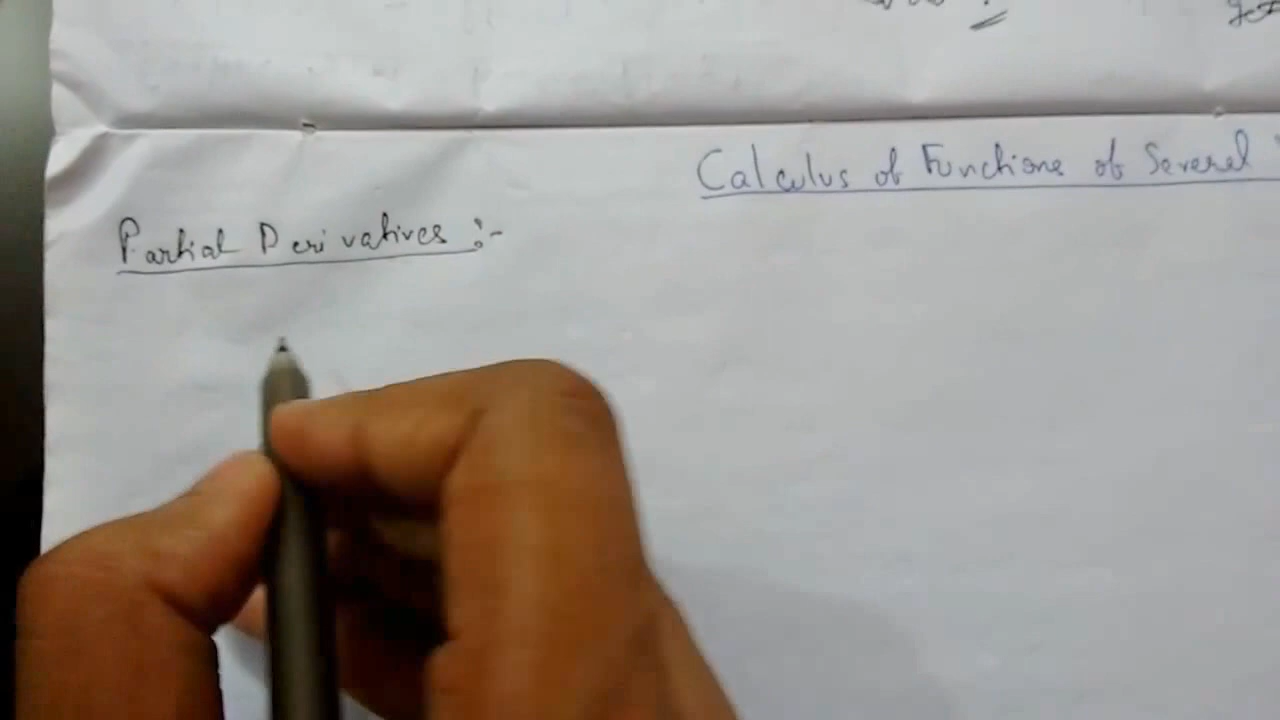 Calculus of Functions of Several
Partial Derivatives :-